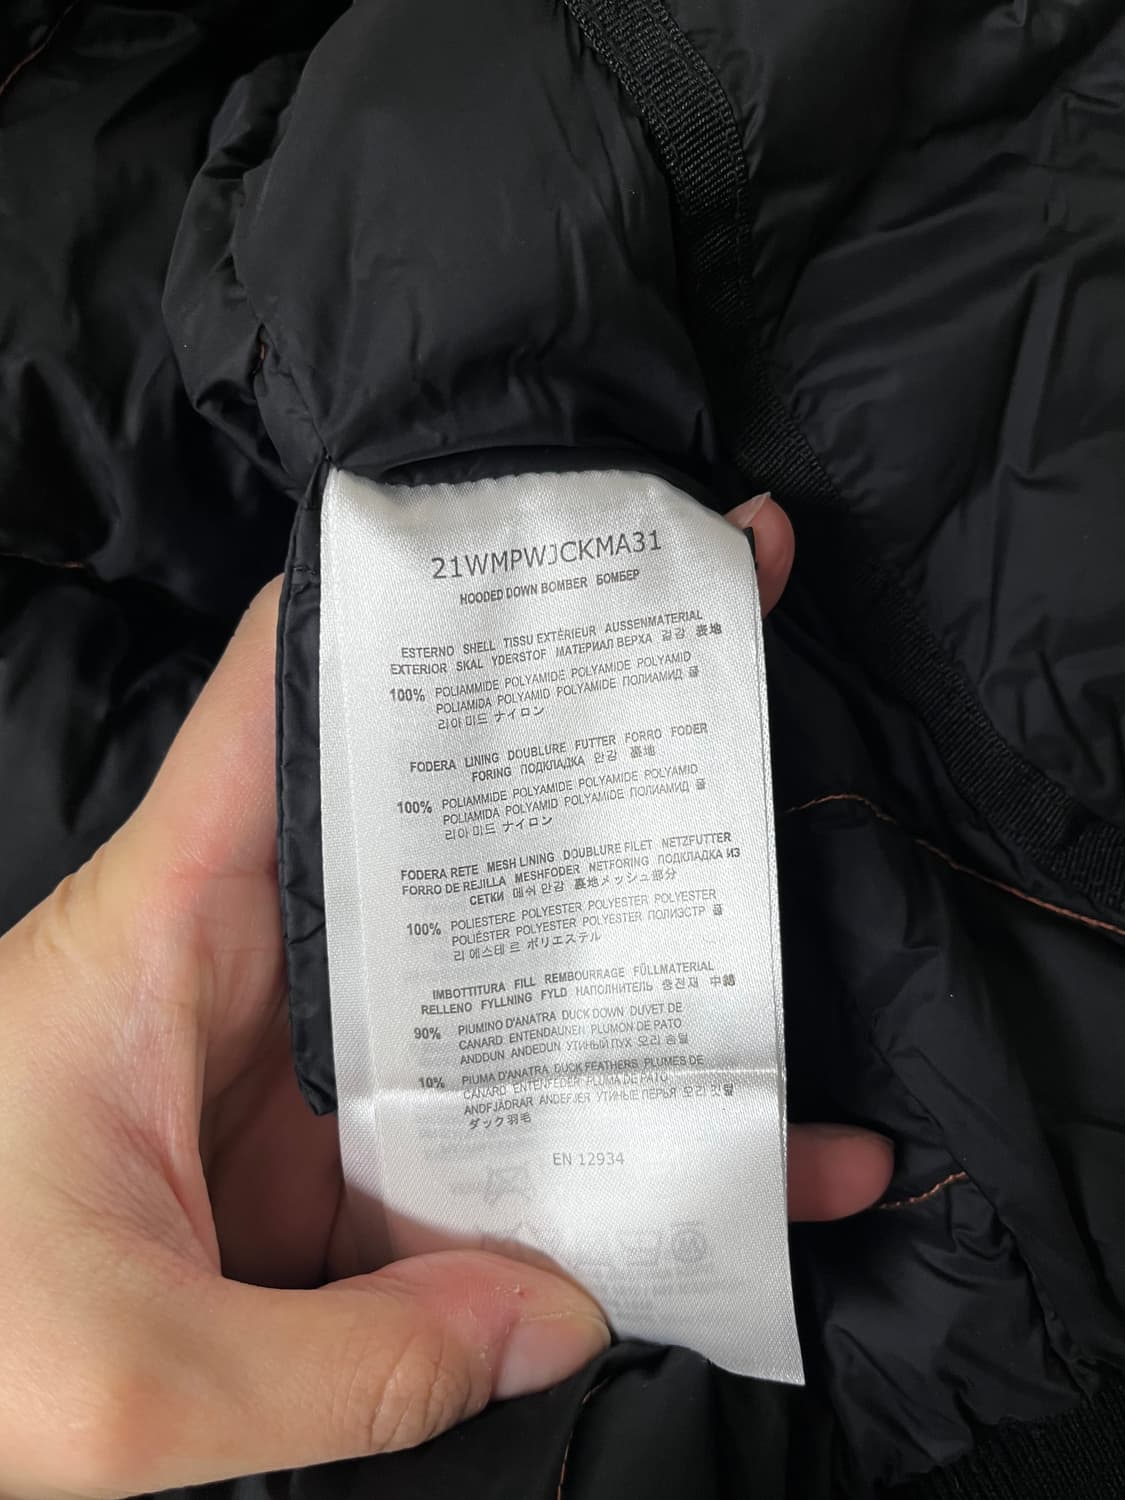 21WMPWJCKMA31
HOODED DOWN BOMBER БОМБЕР
ESTERNO SHELL TISSU EXTÉRIEUR AUSSENMATERIAL
EXTERIOR SKAL YDERSTOF МАТЕРИАЛ ВЕРХА 겉감 表地
100% POLIAMMIDE POLYAMIDE POLYAMIDE POLYAMID
POLIAMIDA POLYAMID POLYAMIDE ПОЛИАМИД 폴
리아미드 ナイロン
FODERA LINING DOUBLURE FUTTER FORRO FODER
FORING ПОДКЛАДКА 안감 裏地
100% POLIAMMIDE POLYAMIDE POLYAMIDE POLYAMID
POLIAMIDA POLYAMID POLYAMIDE ПОЛИАМИД 폴
리아미드 ナイロン
FODERA RETE MESH LINING DOUBLURE FILET NETZFUTTER
FORRO DE REJILLA MESHFODER NETFORING ПОДКЛАДКА ИЗ
СЕТКИ 메쉬 안감 裏地メッシュ部分
100% POLIESTERE POLYESTER POLYESTER POLYESTER
POLIÉSTER POLYESTER POLYESTER ПОЛИЭСТР 폴
리 에스테르 ポリエステル
IMBOTTITURA FILL REMBOURRAGE FÜLLMATERIAL
RELLENO FYLLNING FYLD НАПОЛНИТЕЛЬ 충전재 中綿
90% PIUMINO D'ANATRA DUCK DOWN DUVET DE
CANARD ENTENDAUNEN PLUMON DE PATO
ANDDUN ANDEDUN УТИНЫЙ ПУХ 오리 솜털
10% PIUMA D'ANATRA DUCK FEATHERS PLUMES DE
CANARD ENTENFEDER PLUMA DE PATO
ANDFJÄDRAR ANDEFJER УТИНЫЕ ПЕРЬЯ 오리 깃털
ダック羽毛
EN 12934